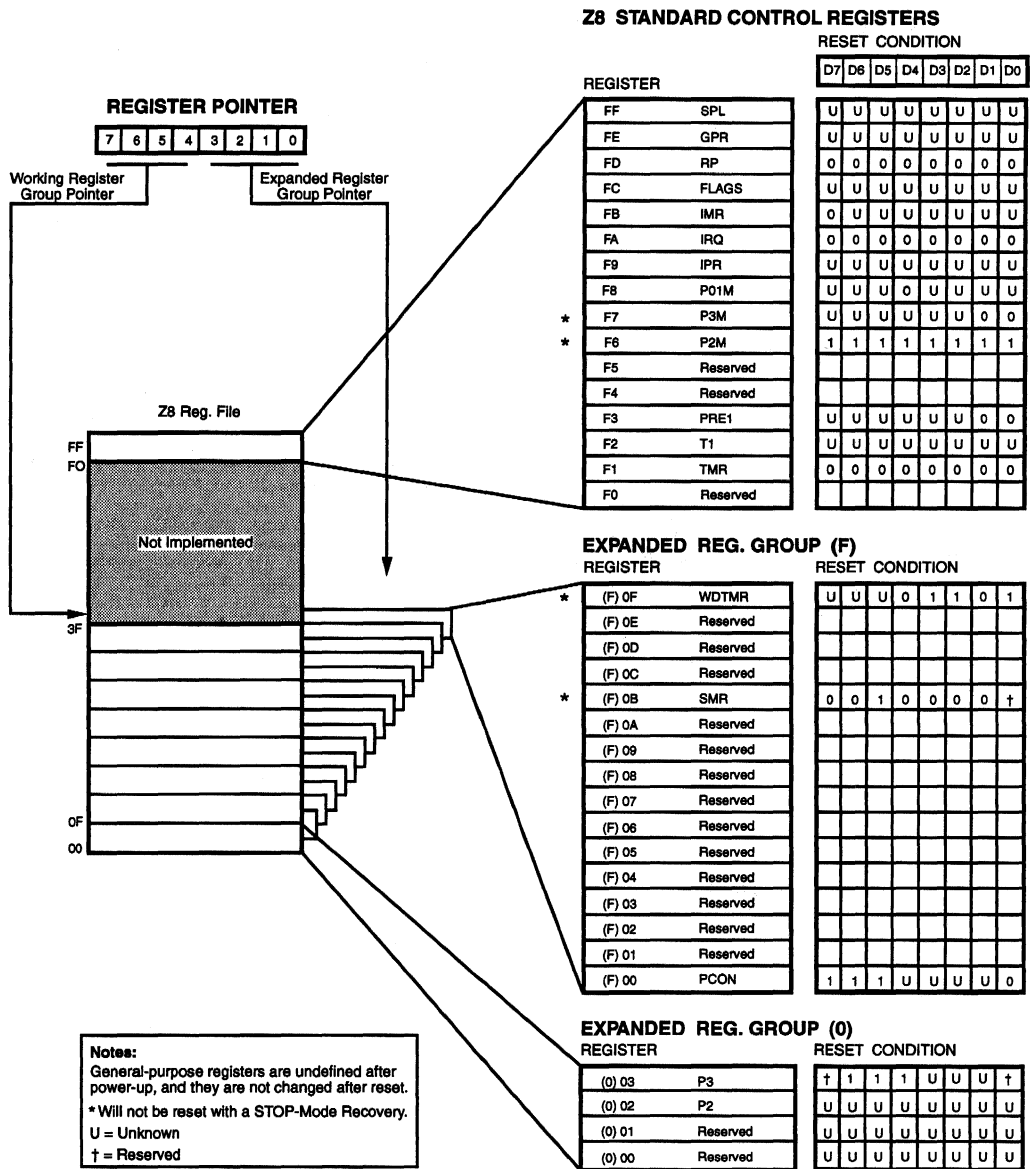 Z8 STANDARD CONTROL REGISTERS
RESET CONDITION
D7 D6 D5 D4 D3 D2 D1 D0
REGISTER
FF SPL U U U U U U U U
FE GPR U U U U U U U U
FD RP 0 0 0 0 0 0 0 0
FC FLAGS U U U U U U U U
FB IMR 0 U U U U U U U
FA IRQ 0 0 0 0 0 0 0 0
F9 IPR U U U U U U U U
F8 P01M U U U 0 U U U U
* F7 P3M U U U U U U 0 0
* F6 P2M 1 1 1 1 1 1 1 1
F5 Reserved
F4 Reserved
F3 PRE1 U U U U U U 0 0
F2 T1 U U U U U U U U
F1 TMR 0 0 0 0 0 0 0 0
F0 Reserved
REGISTER POINTER
7 6 5 4 3 2 1 0
Working Register
Group Pointer
Expanded Register
Group Pointer
Z8 Reg. File
FF
FO
Not Implemented
3F
0F
00
EXPANDED REG. GROUP (F)
REGISTER RESET CONDITION
* (F) 0F WDTMR U U U 0 1 1 0 1
(F) 0E Reserved
(F) 0D Reserved
(F) 0C Reserved
* (F) 0B SMR 0 0 1 0 0 0 0 †
(F) 0A Reserved
(F) 09 Reserved
(F) 08 Reserved
(F) 07 Reserved
(F) 06 Reserved
(F) 05 Reserved
(F) 04 Reserved
(F) 03 Reserved
(F) 02 Reserved
(F) 01 Reserved
(F) 00 PCON 1 1 1 U U U U 0
EXPANDED REG. GROUP (0)
REGISTER RESET CONDITION
(0) 03 P3 † 1 1 1 U U U †
(0) 02 P2 U U U U U U U U
(0) 01 Reserved U U U U U U U U
(0) 00 Reserved U U U U U U U U
Notes:
General-purpose registers are undefined after
power-up, and they are not changed after reset.
* Will not be reset with a STOP-Mode Recovery.
U = Unknown
† = Reserved